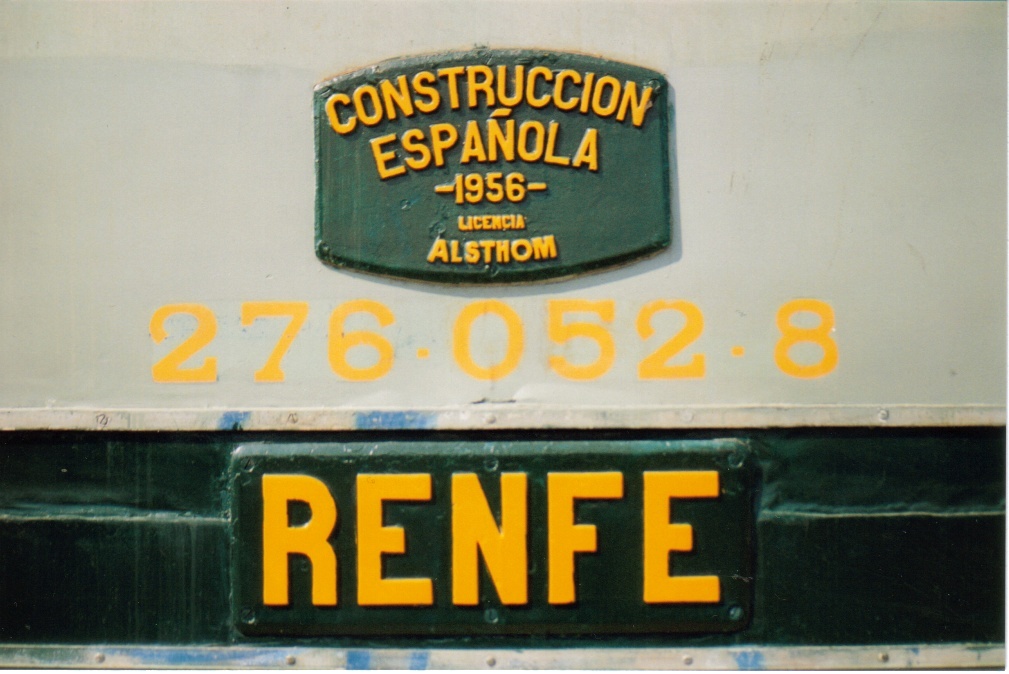 CONSTRUCCION
ESPAÑOLA
-1956-
LICENCIA
ALSTHOM
276·052·8
RENFE